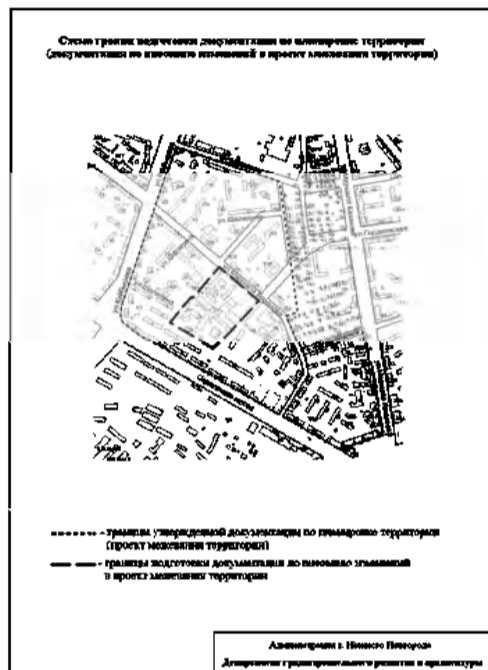 Схема границ подготовки документации по планировке территории
(документации по внесению изменений в проект межевания территории)
- границы утвержденной документации по планировке территории
(проект межевания территории)
- границы подготовки документации по внесению изменений
в проект межевания территории
Администрация г. Нижнего Новгорода
Департамент градостроительного развития и архитектуры